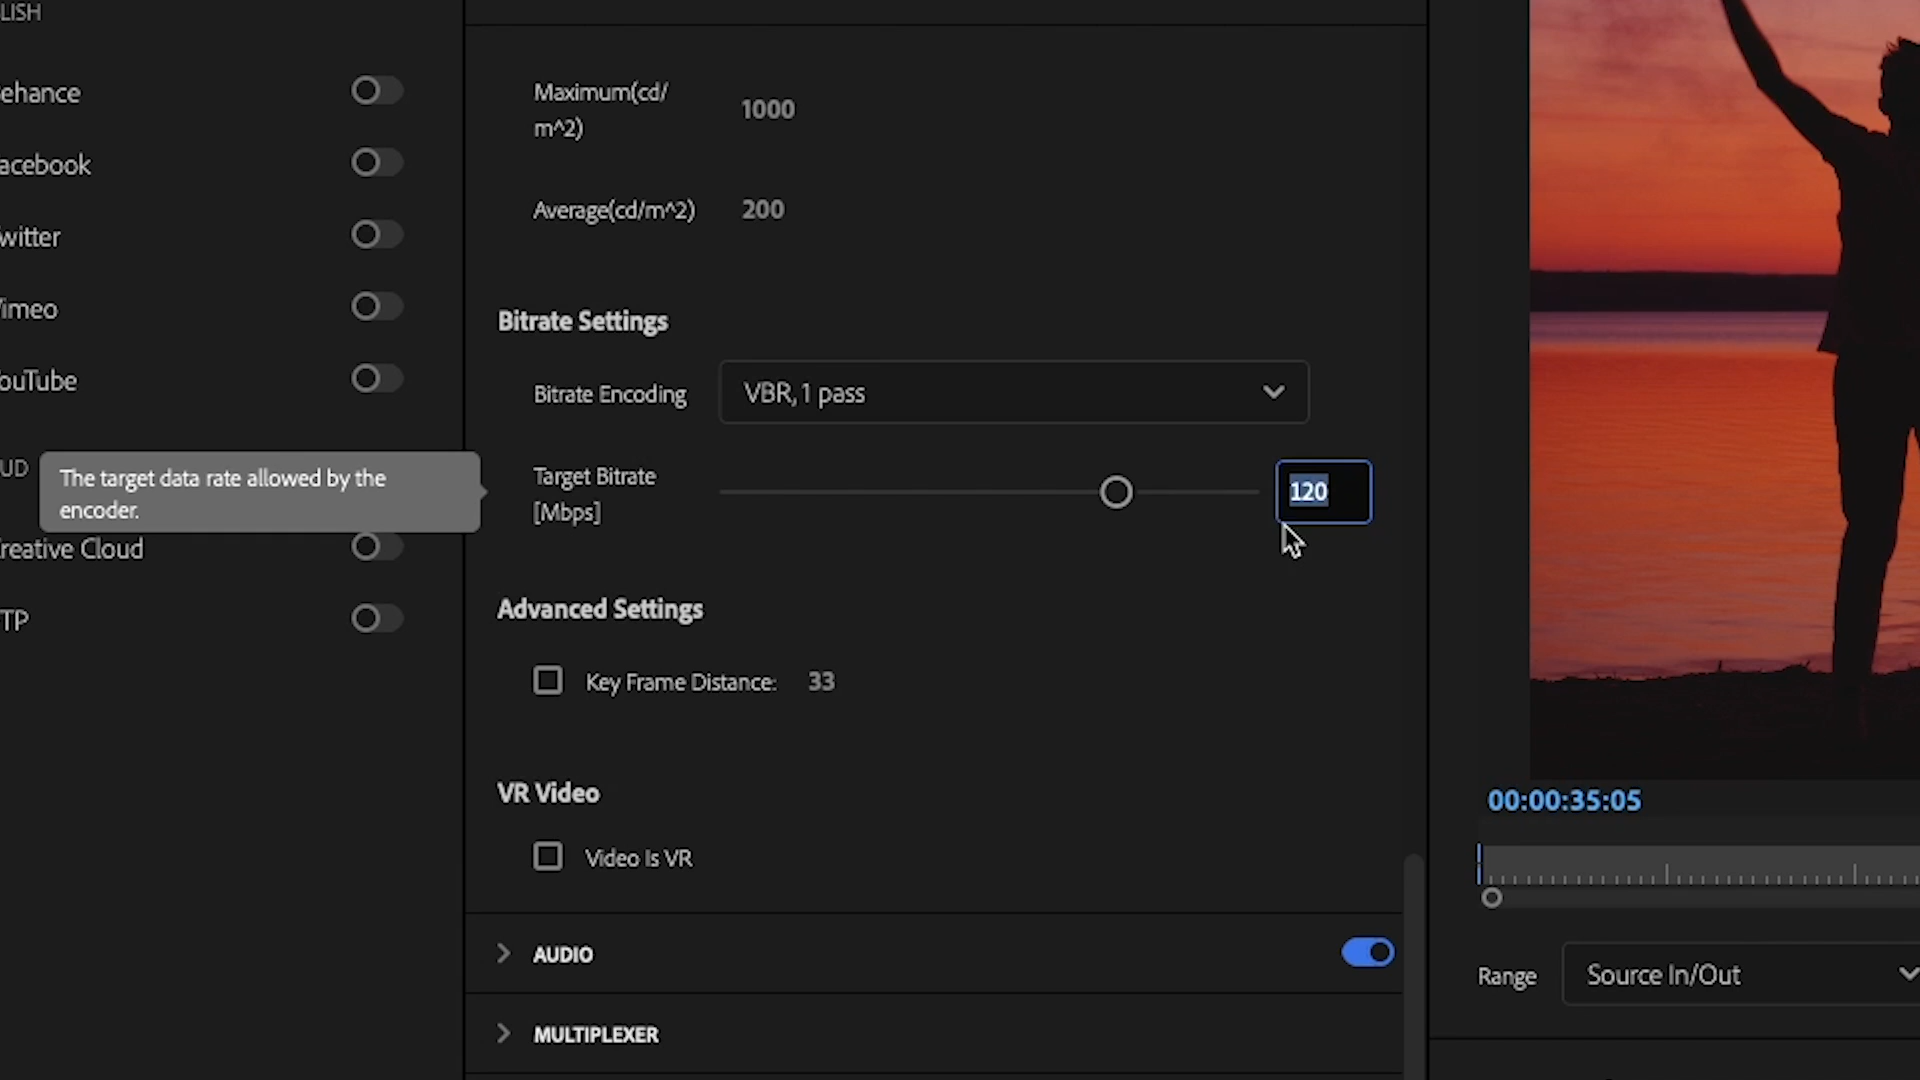 LISH
ehance
acebook
witter
imeo
ouTube
UD
The target data rate allowed by the
encoder.
reative Cloud
TP
Maximum(cd/
m^2)
1000
Average(cd/m^2)
200
Bitrate Settings
Bitrate Encoding
VBR, 1 pass
Target Bitrate
[Mbps]
120
Advanced Settings
Key Frame Distance:
33
VR Video
Video Is VR
AUDIO
MULTIPLEXER
00:00:35:05
Range
Source In/Out